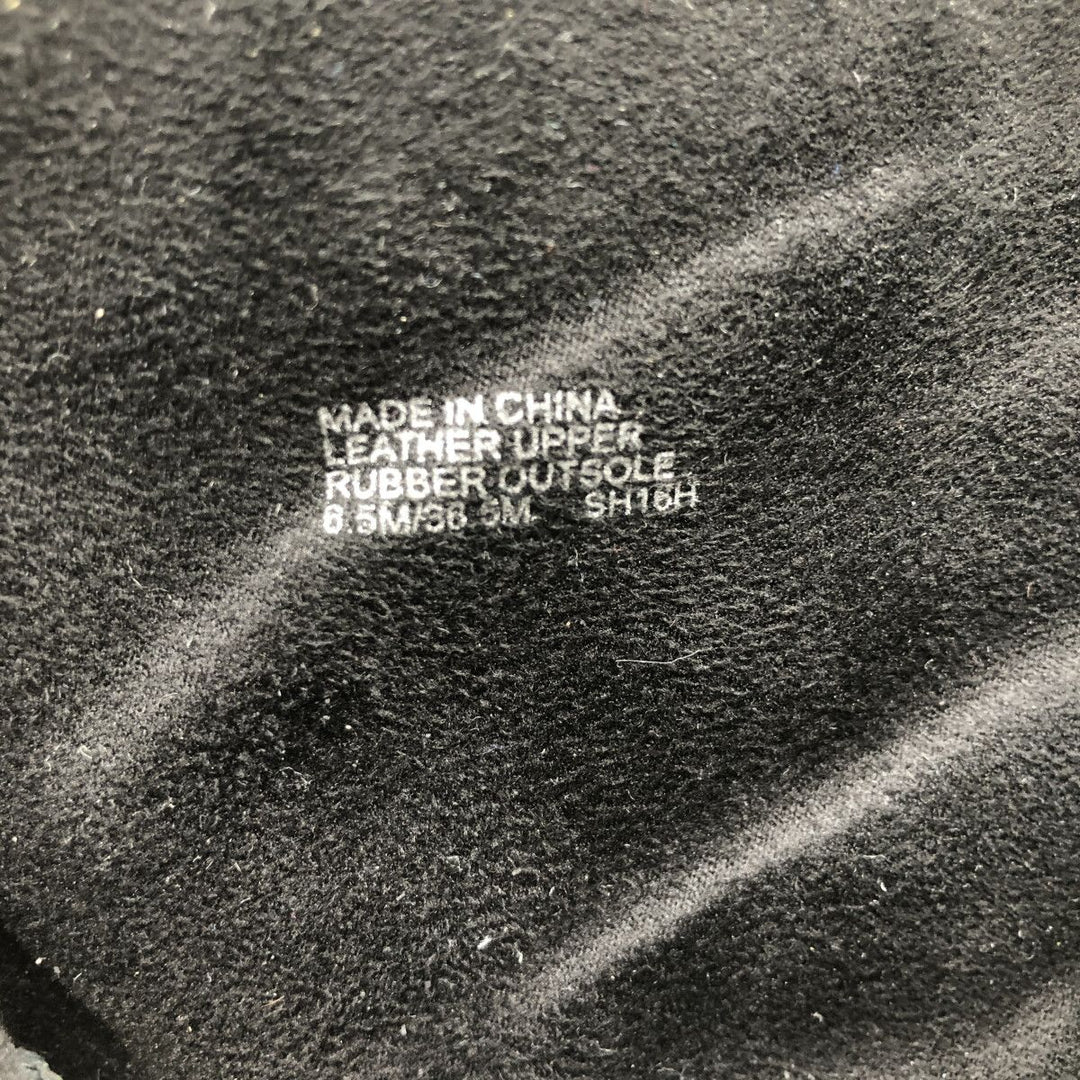 MADE IN CHINA
LEATHER UPPER
RUBBER OUTSOLE
6.5M/36.5M SH16H